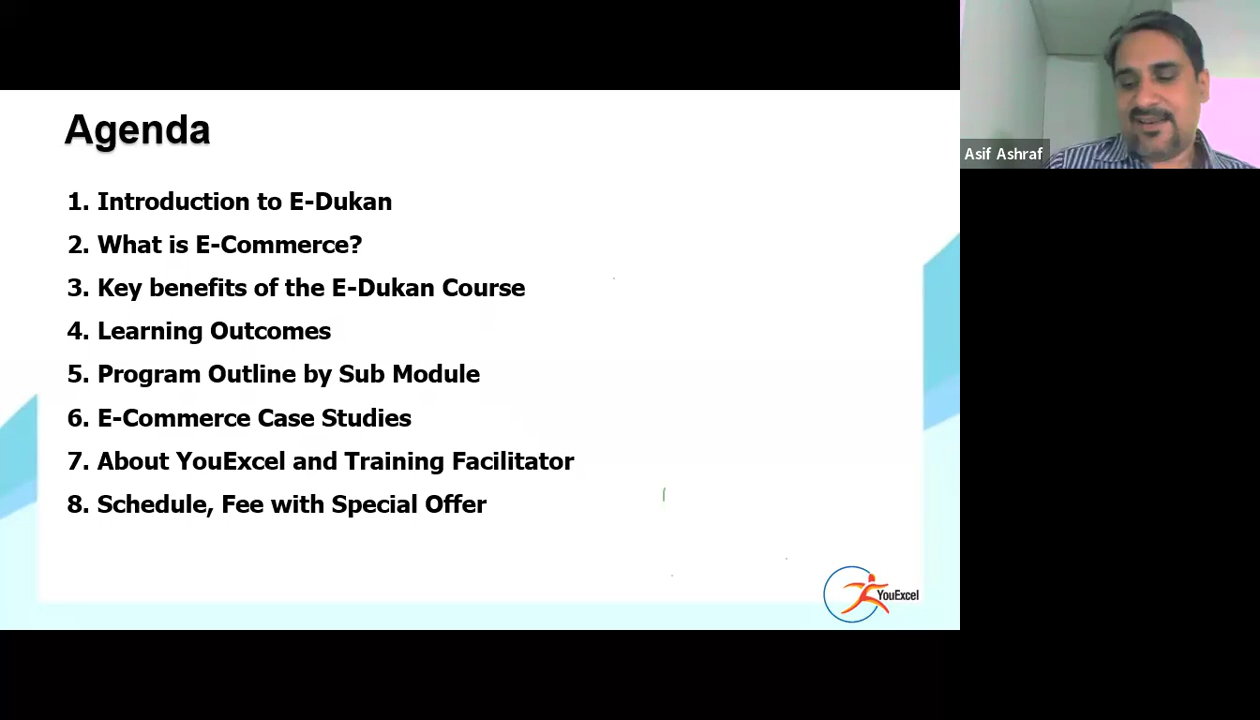 Agenda
1. Introduction to E-Dukan
2. What is E-Commerce?
3. Key benefits of the E-Dukan Course
4. Learning Outcomes
5. Program Outline by Sub Module
6. E-Commerce Case Studies
7. About YouExcel and Training Facilitator
8. Schedule, Fee with Special Offer
YouExcel
Asif Ashraf